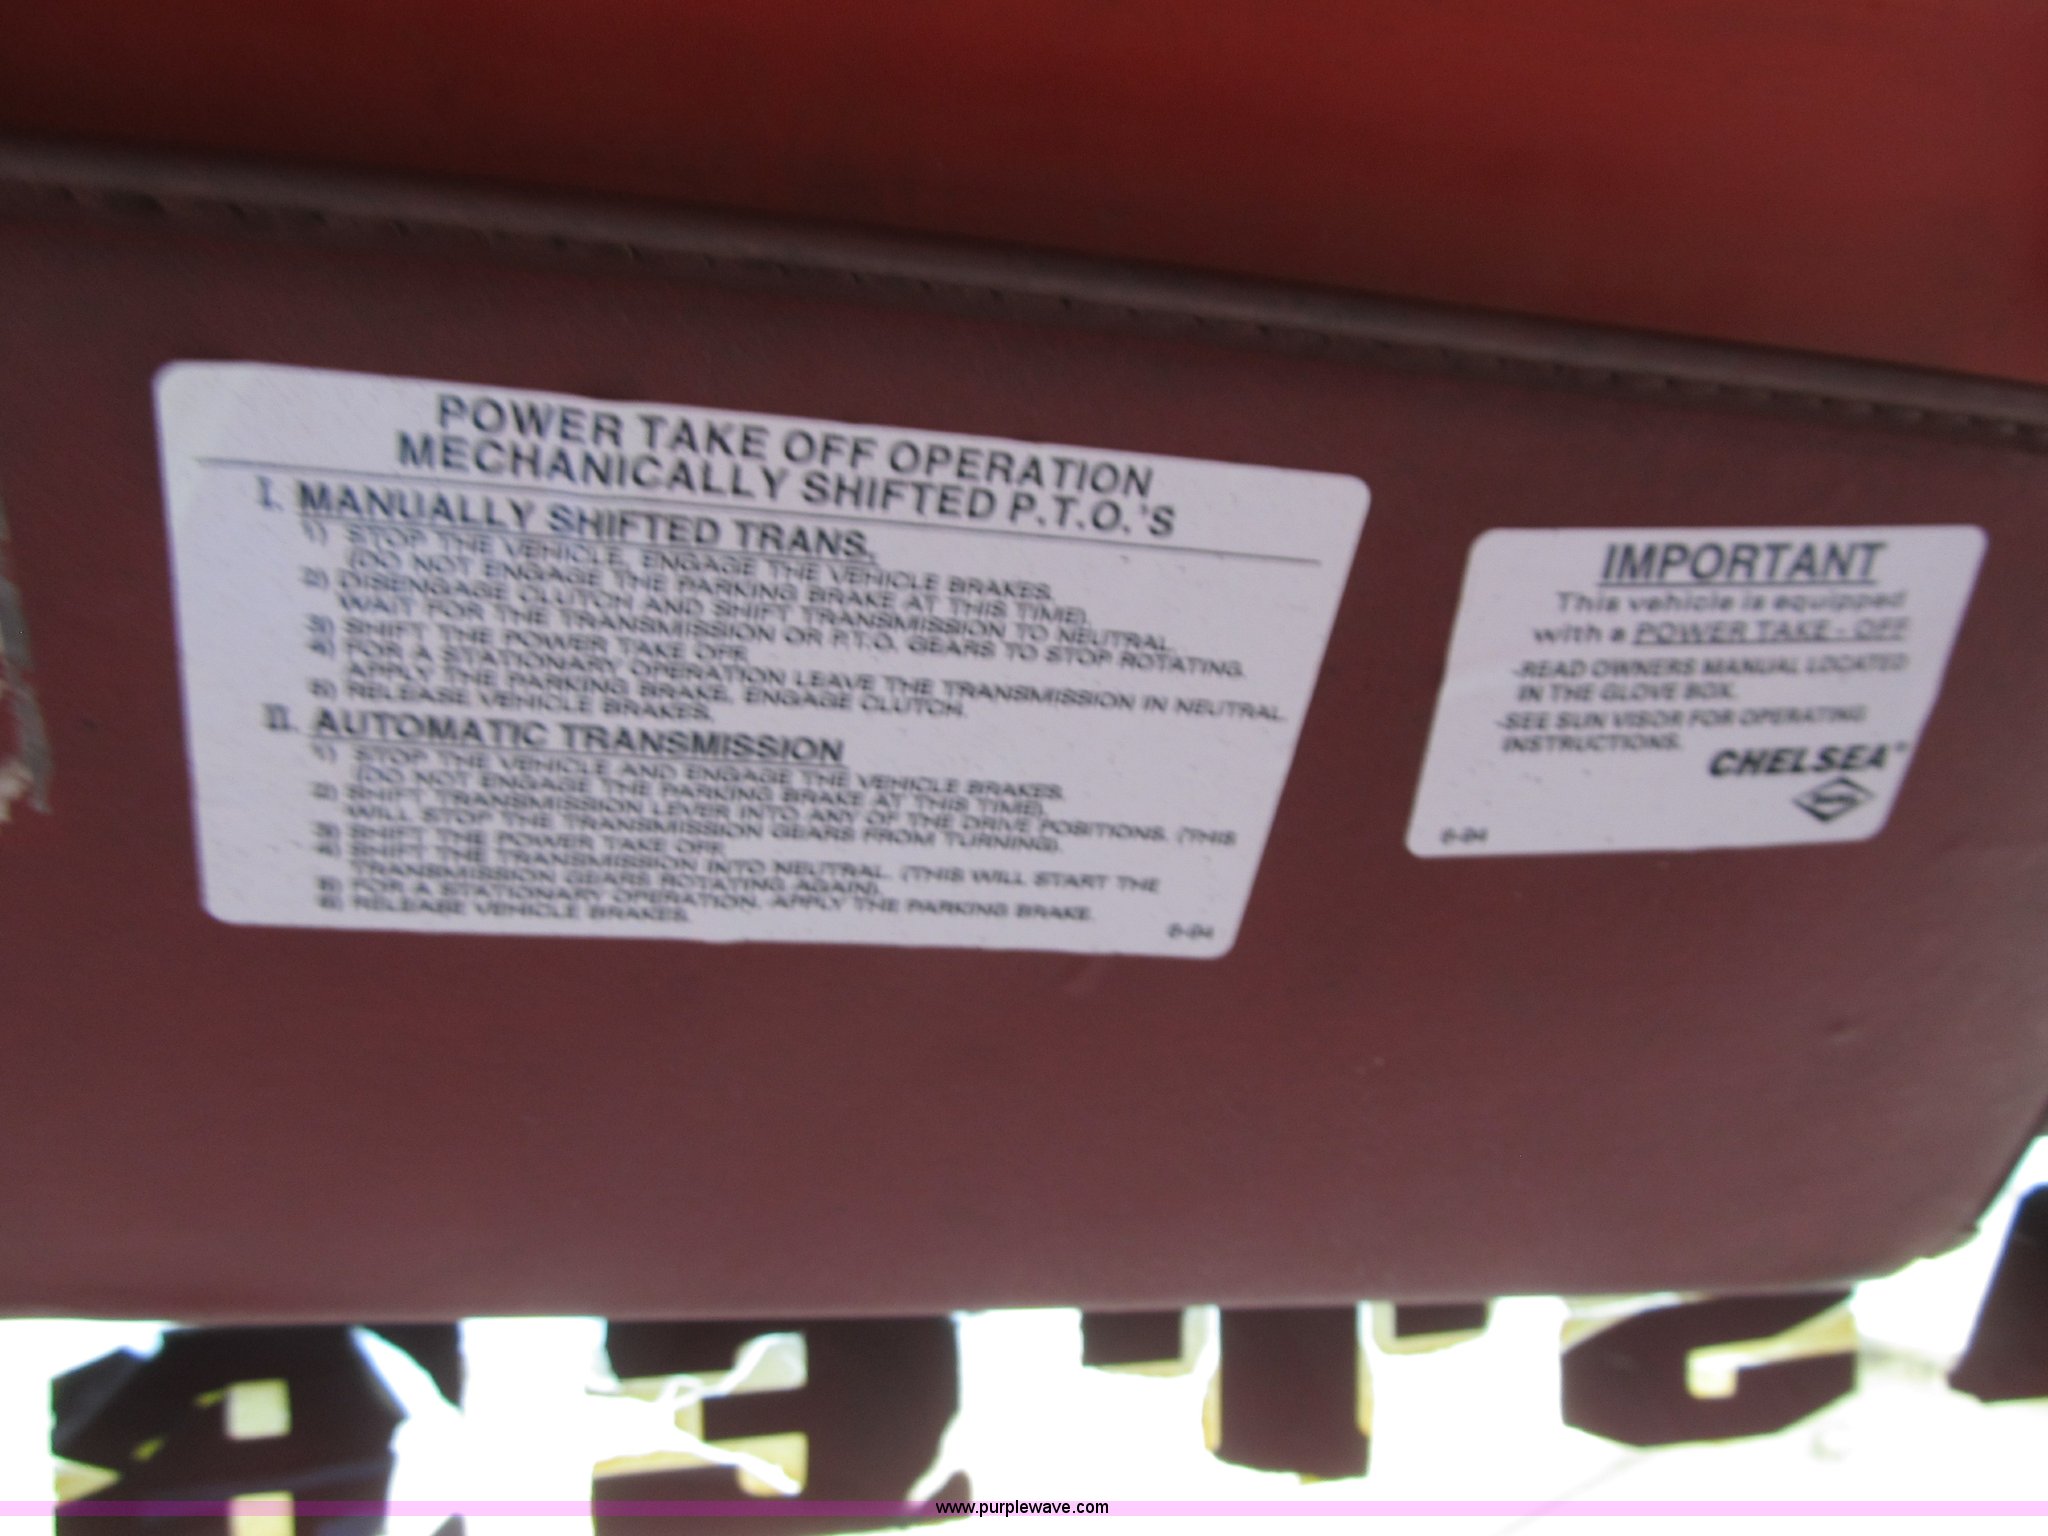 POWER TAKE OFF OPERATION
MECHANICALLY SHIFTED P.T.O.'S
I. MANUALLY SHIFTED TRANS.
1) STOP THE VEHICLE, ENGAGE THE VEHICLE BRAKES.
(DO NOT ENGAGE THE PARKING BRAKE AT THIS TIME).
2) DISENGAGE CLUTCH AND SHIFT TRANSMISSION TO NEUTRAL.
WAIT FOR THE TRANSMISSION OR P.T.O. GEARS TO STOP ROTATING.
3) SHIFT THE POWER TAKE OFF.
4) FOR A STATIONARY OPERATION LEAVE THE TRANSMISSION IN NEUTRAL
APPLY THE PARKING BRAKE, ENGAGE CLUTCH.
5) RELEASE VEHICLE BRAKES.
II. AUTOMATIC TRANSMISSION
1) STOP THE VEHICLE AND ENGAGE THE VEHICLE BRAKES.
(DO NOT ENGAGE THE PARKING BRAKE AT THIS TIME).
2) SHIFT TRANSMISSION LEVER INTO ANY OF THE DRIVE POSITIONS. (THIS
WILL STOP THE TRANSMISSION GEARS FROM TURNING).
3) SHIFT THE POWER TAKE OFF.
4) SHIFT THE TRANSMISSION INTO NEUTRAL. (THIS WILL START THE
TRANSMISSION GEARS ROTATING AGAIN).
5) FOR A STATIONARY OPERATION, APPLY THE PARKING BRAKE.
6) RELEASE VEHICLE BRAKES.
6-94
IMPORTANT
This vehicle is equipped
with a POWER TAKE - OFF
-READ OWNERS MANUAL LOCATED
IN THE GLOVE BOX.
-SEE SUN VISOR FOR OPERATING
INSTRUCTIONS.
CHELSEA
6-94
www.purplewave.com